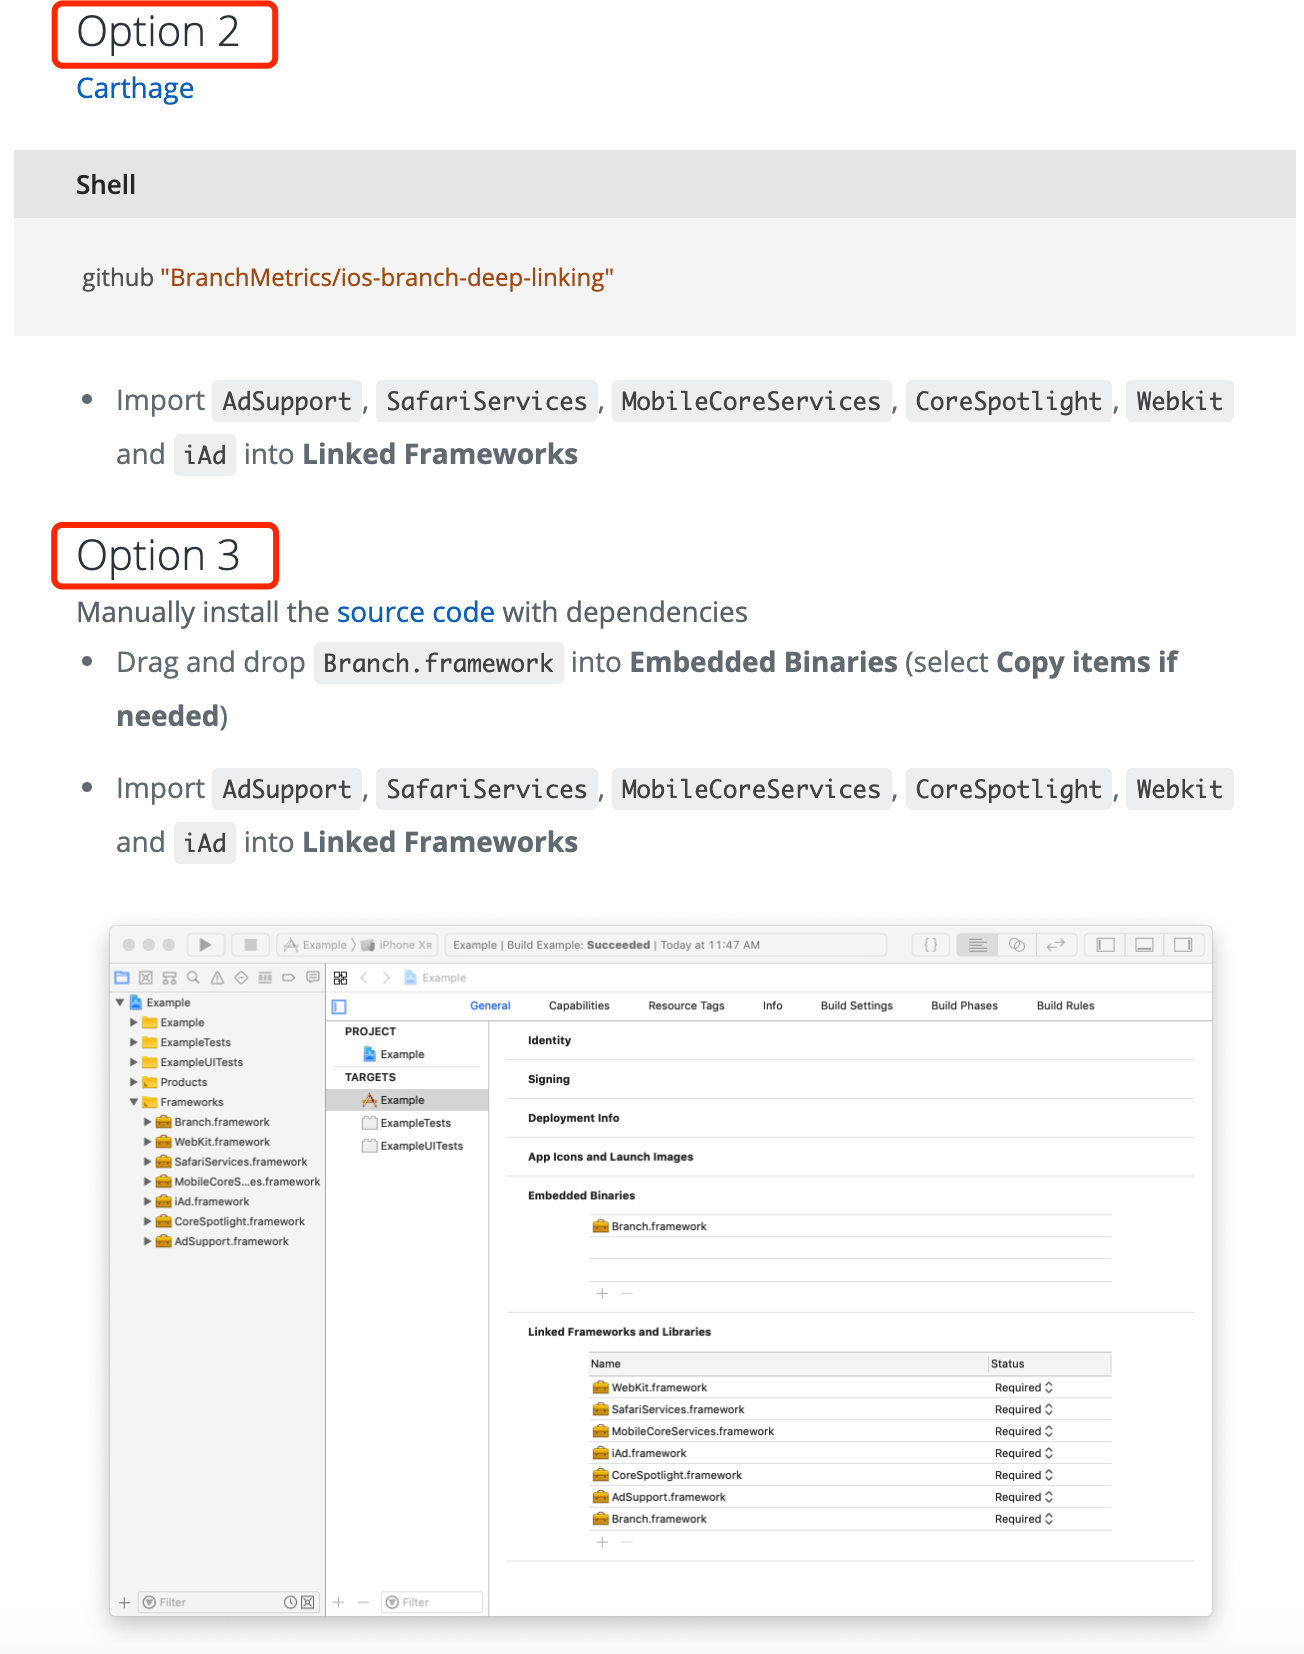 Option 2
Carthage
Shell
github "BranchMetrics/ios-branch-deep-linking"
• Import AdSupport, SafariServices, MobileCoreServices, CoreSpotlight, Webkit
and iAd into Linked Frameworks
Option 3
Manually install the source code with dependencies
• Drag and drop Branch.framework into Embedded Binaries (select Copy items if
needed)
• Import AdSupport, SafariServices, MobileCoreServices, CoreSpotlight, Webkit
and iAd into Linked Frameworks
Example iPhone XR
Example | Build Example: Succeeded | Today at 11:47 AM
{ }
Example
Example
ExampleTests
ExampleUITests
Products
Frameworks
Branch.framework
WebKit.framework
SafariServices.framework
MobileCoreS...es.framework
iAd.framework
CoreSpotlight.framework
AdSupport.framework
Filter
Example
General Capabilities Resource Tags Info Build Settings Build Phases Build Rules
PROJECT
Example
TARGETS
Example
ExampleTests
ExampleUITests
Filter
Identity
Signing
Deployment Info
App Icons and Launch Images
Embedded Binaries
Branch.framework
Linked Frameworks and Libraries
Name Status
WebKit.framework Required
SafariServices.framework Required
MobileCoreServices.framework Required
iAd.framework Required
CoreSpotlight.framework Required
AdSupport.framework Required
Branch.framework Required